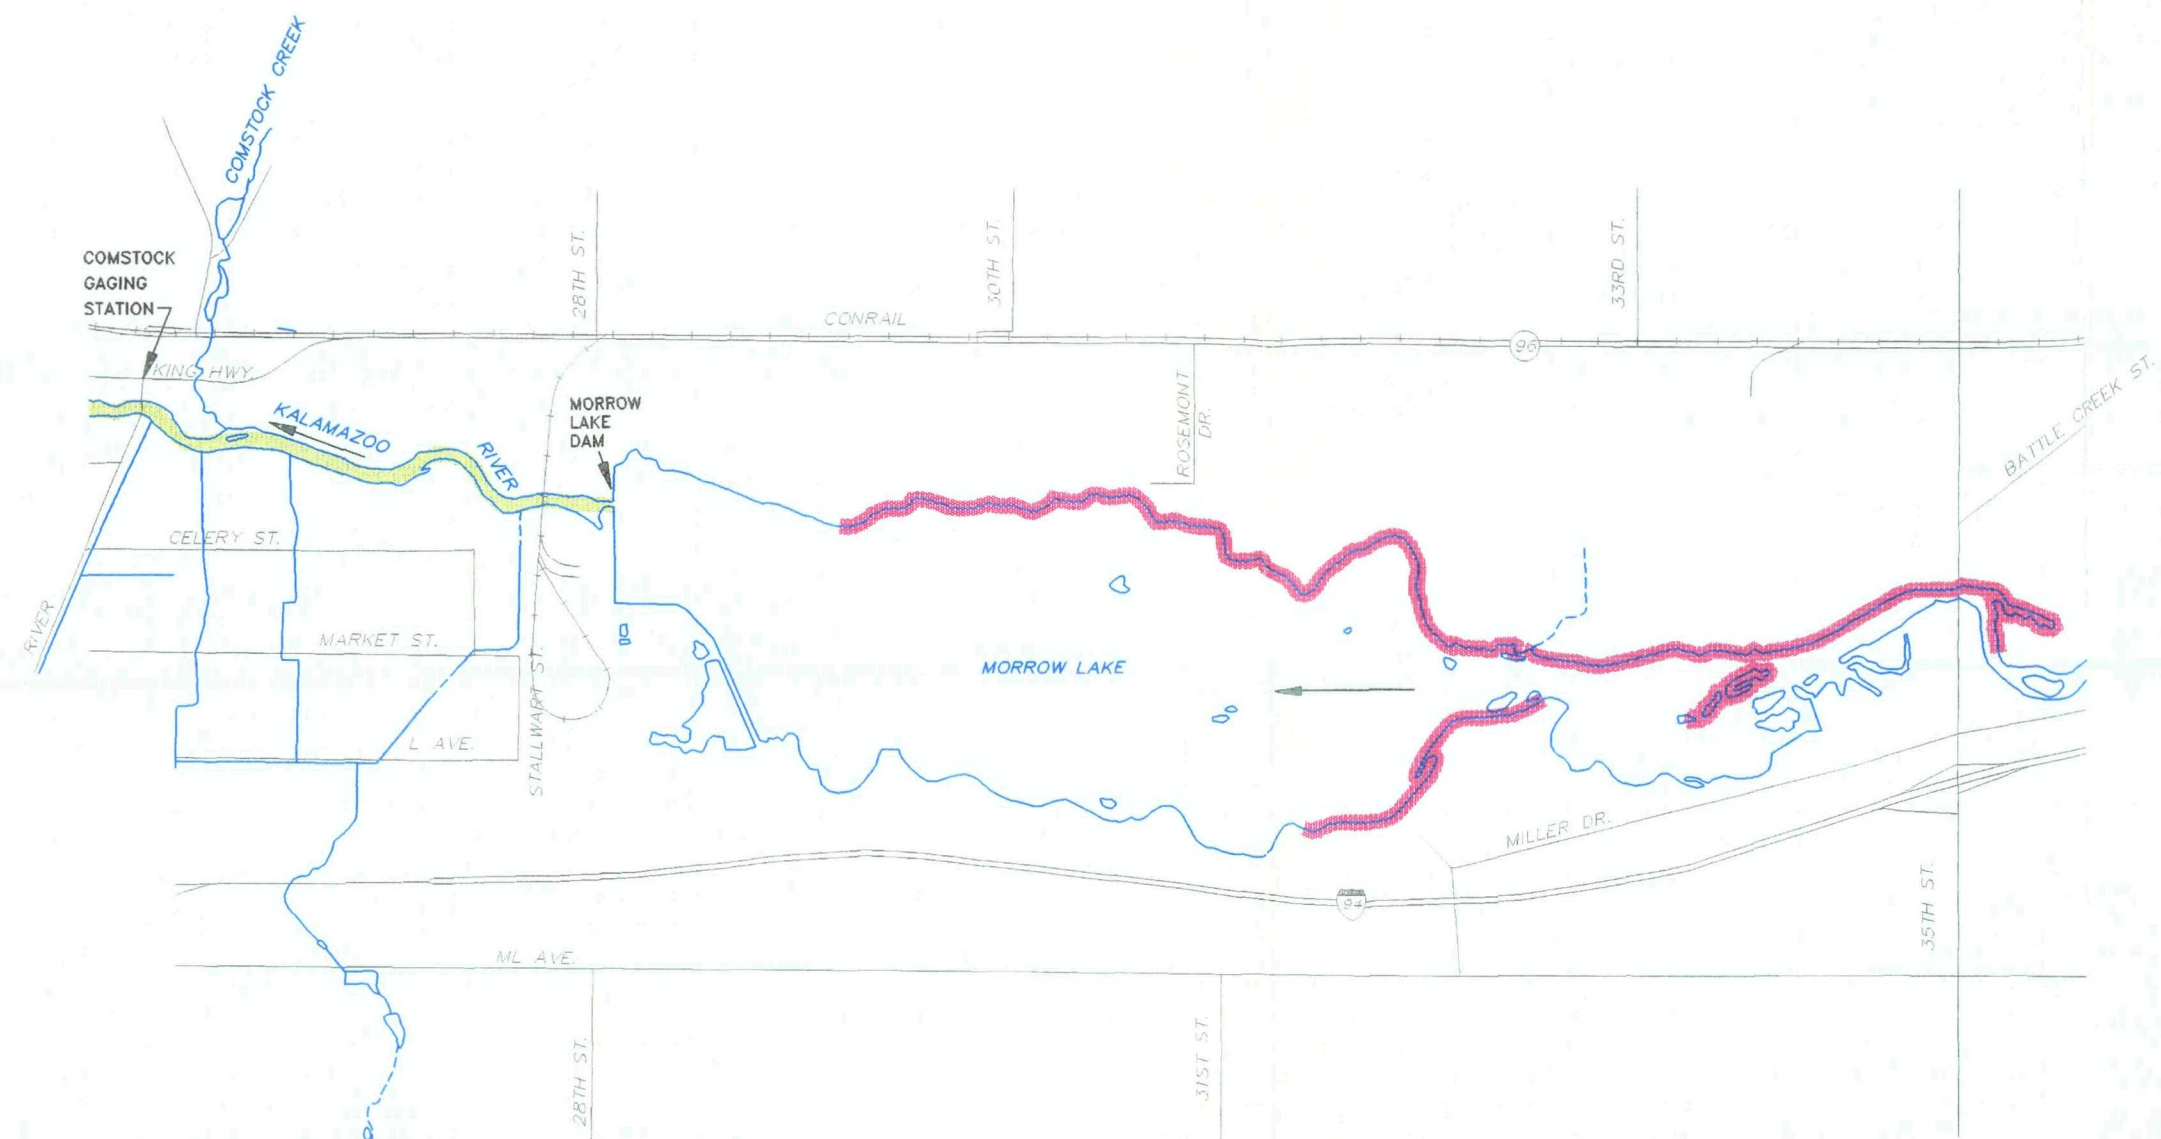 COMSTOCK CREEK
COMSTOCK
GAGING
STATION
28TH ST.
30TH ST.
33RD ST.
CONRAIL
96
KING HWY.
KALAMAZOO
RIVER
MORROW
LAKE
DAM
ROSEMONT
DR.
BATTLE CREEK ST.
CELERY ST.
RIVER
MARKET ST.
MORROW LAKE
STALLWART ST.
L AVE.
MILLER DR.
94
35TH ST.
ML AVE.
28TH ST.
31ST ST.